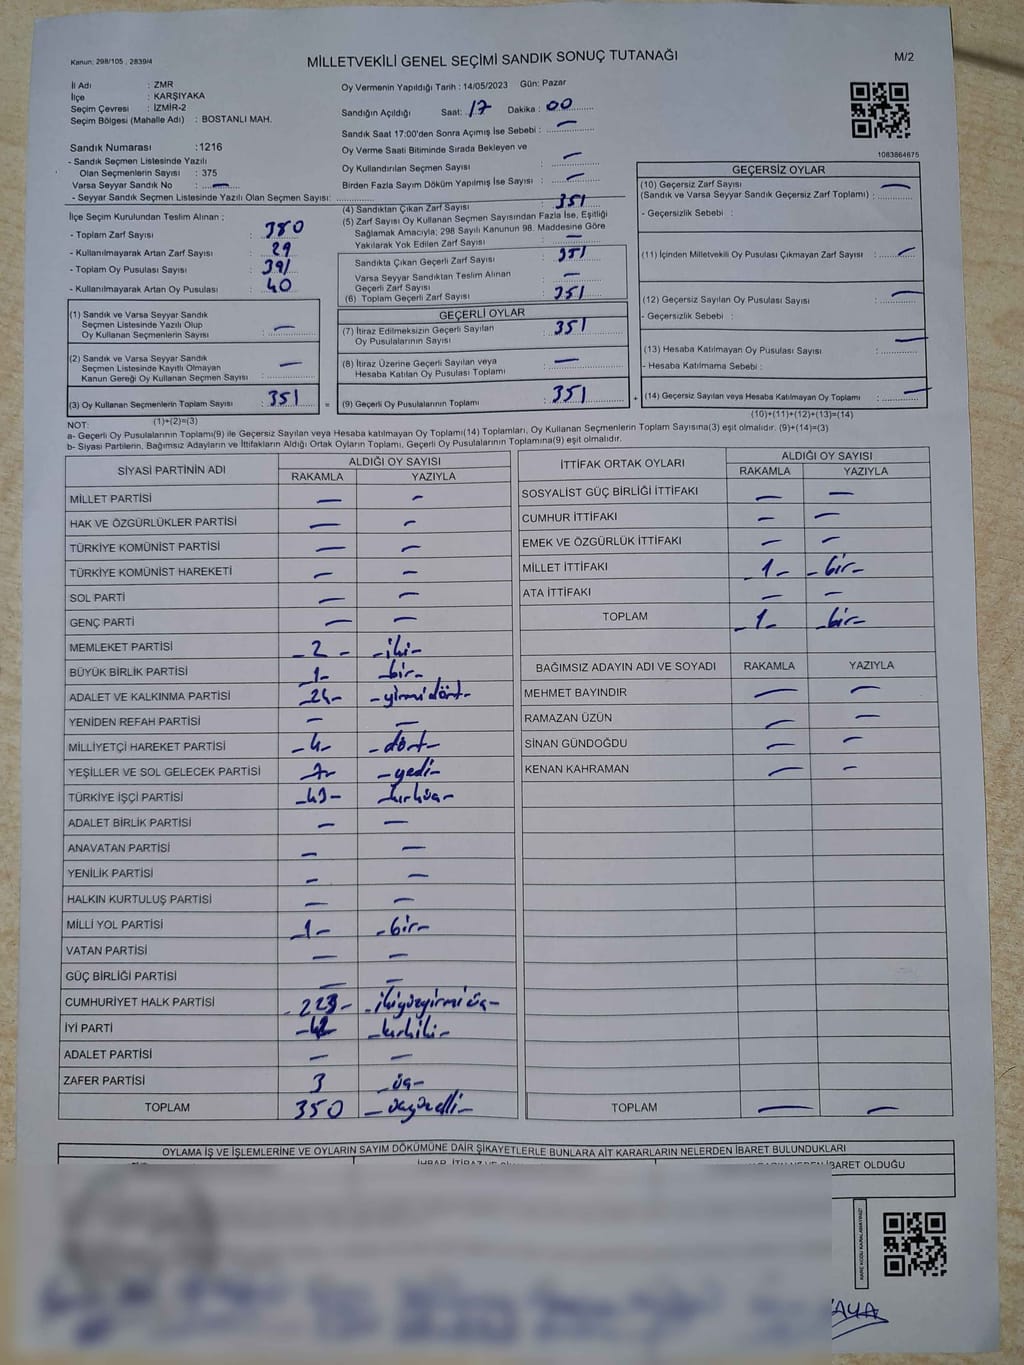 Kanun: 298/105 , 2839/4
MİLLETVEKİLİ GENEL SEÇİMİ SANDIK SONUÇ TUTANAĞI
M/2
İl Adı : ZMR
İlçe : KARŞIYAKA
Seçim Çevresi : İZMİR-2
Seçim Bölgesi (Mahalle Adı) : BOSTANLI MAH.
Sandık Numarası :1216
- Sandık Seçmen Listesinde Yazılı
Olan Seçmenlerin Sayısı : 375
Varsa Seyyar Sandık No : —
- Seyyar Sandık Seçmen Listesinde Yazılı Olan Seçmen Sayısı:
Oy Vermenin Yapıldığı Tarih : 14/05/2023 Gün: Pazar
Sandığın Açıldığı Saat: 17 Dakika : 00
Sandık Saat 17:00'den Sonra Açımış İse Sebebi : —
Oy Verme Saati Bitiminde Sırada Bekleyen ve
Oy Kullandırılan Seçmen Sayısı : —
Birden Fazla Sayım Döküm Yapılmış İse Sayısı : —
1083864675
İlçe Seçim Kurulundan Teslim Alınan ;
- Toplam Zarf Sayısı : 380
- Kullanılmayarak Artan Zarf Sayısı : 29
- Toplam Oy Pusulası Sayısı : 391
- Kullanılmayarak Artan Oy Pusulası : 40
(4) Sandıktan Çıkan Zarf Sayısı : 351
(5) Zarf Sayısı Oy Kullanan Seçmen Sayısından Fazla İse, Eşitliği
Sağlamak Amacıyla; 298 Sayılı Kanunun 98. Maddesine Göre
Yakılarak Yok Edilen Zarf Sayısı : —
Sandıkta Çıkan Geçerli Zarf Sayısı : 351
Varsa Seyyar Sandıktan Teslim Alınan
Geçerli Zarf Sayısı : —
(6) Toplam Geçerli Zarf Sayısı : 351
GEÇERSİZ OYLAR
(10) Geçersiz Zarf Sayısı
(Sandık ve Varsa Seyyar Sandık Geçersiz Zarf Toplamı) : —
- Geçersizlik Sebebi :
(11) İçinden Milletvekili Oy Pusulası Çıkmayan Zarf Sayısı : —
(12) Geçersiz Sayılan Oy Pusulası Sayısı : —
- Geçersizlik Sebebi :
(13) Hesaba Katılmayan Oy Pusulası Sayısı : —
- Hesaba Katılmama Sebebi :
(14) Geçersiz Sayılan veya Hesaba Katılmayan Oy Toplamı : —
(10)+(11)+(12)+(13)=(14)
(1) Sandık ve Varsa Seyyar Sandık
Seçmen Listesinde Yazılı Olup
Oy Kullanan Seçmenlerin Sayısı : —
(2) Sandık ve Varsa Seyyar Sandık
Seçmen Listesinde Kayıtlı Olmayan
Kanun Gereği Oy Kullanan Seçmen Sayısı : —
(3) Oy Kullanan Seçmenlerin Toplam Sayısı : 351
(1)+(2)=(3)
GEÇERLİ OYLAR
(7) İtiraz Edilmeksizin Geçerli Sayılan
Oy Pusulalarının Sayısı : 351
(8) İtiraz Üzerine Geçerli Sayılan veya
Hesaba Katılan Oy Pusulası Toplamı : —
(9) Geçerli Oy Pusulalarının Toplamı : 351
NOT:
a- Geçerli Oy Pusulalarının Toplamı(9) ile Geçersiz Sayılan veya Hesaba katılmayan Oy Toplamı(14) Toplamları, Oy Kullanan Seçmenlerin Toplam Sayısına(3) eşit olmalıdır. (9)+(14)=(3)
b- Siyasi Partilerin, Bağımsız Adayların ve İttifakların Aldığı Ortak Oyların Toplamı, Geçerli Oy Pusulalarının Toplamına(9) eşit olmalıdır.
SİYASİ PARTİNİN ADI ALDIĞI OY SAYISI
RAKAMLA YAZIYLA
MİLLET PARTİSİ — —
HAK VE ÖZGÜRLÜKLER PARTİSİ — —
TÜRKİYE KOMÜNİST PARTİSİ — —
TÜRKİYE KOMÜNİST HAREKETİ — —
SOL PARTİ — —
GENÇ PARTİ — —
MEMLEKET PARTİSİ -2- -iki-
BÜYÜK BİRLİK PARTİSİ -1- -bir-
ADALET VE KALKINMA PARTİSİ -24- -yirmidört-
YENİDEN REFAH PARTİSİ — —
MİLLİYETÇİ HAREKET PARTİSİ -4- -dört-
YEŞİLLER VE SOL GELECEK PARTİSİ -7- -yedi-
TÜRKİYE İŞÇİ PARTİSİ -43- -kırküç-
ADALET BİRLİK PARTİSİ — —
ANAVATAN PARTİSİ — —
YENİLİK PARTİSİ — —
HALKIN KURTULUŞ PARTİSİ — —
MİLLİ YOL PARTİSİ -1- -bir-
VATAN PARTİSİ — —
GÜÇ BİRLİĞİ PARTİSİ — —
CUMHURİYET HALK PARTİSİ -223- -ikiyüzyirmiüç-
İYİ PARTİ -42- -kırkiki-
ADALET PARTİSİ — —
ZAFER PARTİSİ 3 -üç-
TOPLAM 350 -üçyüzelli-
İTTİFAK ORTAK OYLARI ALDIĞI OY SAYISI
RAKAMLA YAZIYLA
SOSYALİST GÜÇ BİRLİĞİ İTTİFAKI — —
CUMHUR İTTİFAKI — —
EMEK VE ÖZGÜRLÜK İTTİFAKI — —
MİLLET İTTİFAKI -1- -bir-
ATA İTTİFAKI — —
TOPLAM -1- -bir-
BAĞIMSIZ ADAYIN ADI VE SOYADI RAKAMLA YAZIYLA
MEHMET BAYINDIR — —
RAMAZAN ÜZÜN — —
SİNAN GÜNDOĞDU — —
KENAN KAHRAMAN — —
TOPLAM — —
OYLAMA İŞ VE İŞLEMLERİNE VE OYLARIN SAYIM DÖKÜMÜNE DAİR ŞİKAYETLERLE BUNLARA AİT KARARLARIN NELERDEN İBARET BULUNDUKLARI
İBARET OLDUĞU
KARE KODU KARALAMAYINIZ!